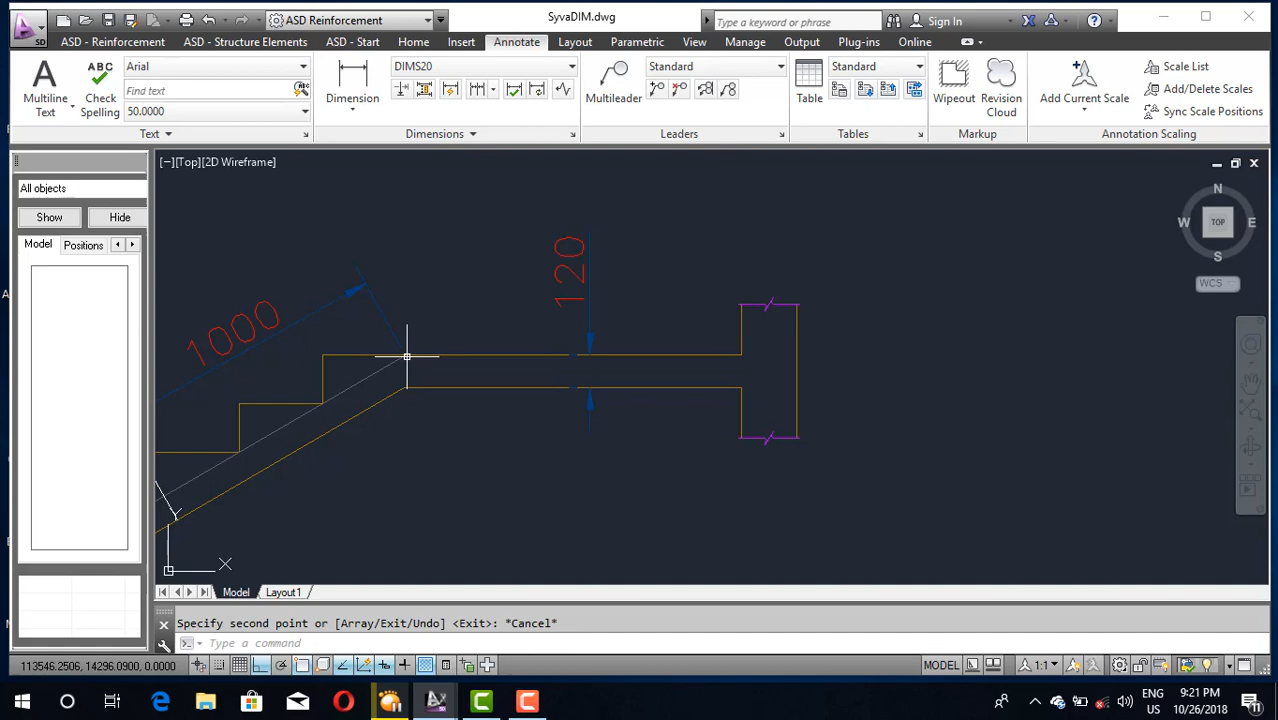 ASD Reinforcement
SyvaDIM.dwg
Type a keyword or phrase
Sign In
3D
ASD - Reinforcement
ASD - Structure Elements
ASD - Start
Home
Insert
Annotate
Layout
Parametric
View
Manage
Output
Plug-ins
Online
Multiline
Text
ABC
Check
Spelling
Arial
Find text
50.0000
Text
Dimension
DIMS20
Dimensions
Multileader
Standard
Leaders
Table
Standard
Tables
Wipeout
Revision
Cloud
Markup
Add Current Scale
Scale List
Add/Delete Scales
Sync Scale Positions
Annotation Scaling
All objects
Show
Hide
Model
Positions
[−][Top][2D Wireframe]
N
W
TOP
E
S
WCS
120
1000
Y
X
Model
Layout1
Specify second point or [Array/Exit/Undo] <Exit>: *Cancel*
Type a command
113546.2506, 14296.0900, 0.0000
MODEL
1:1
ENG
US
9:21 PM
10/26/2018
11